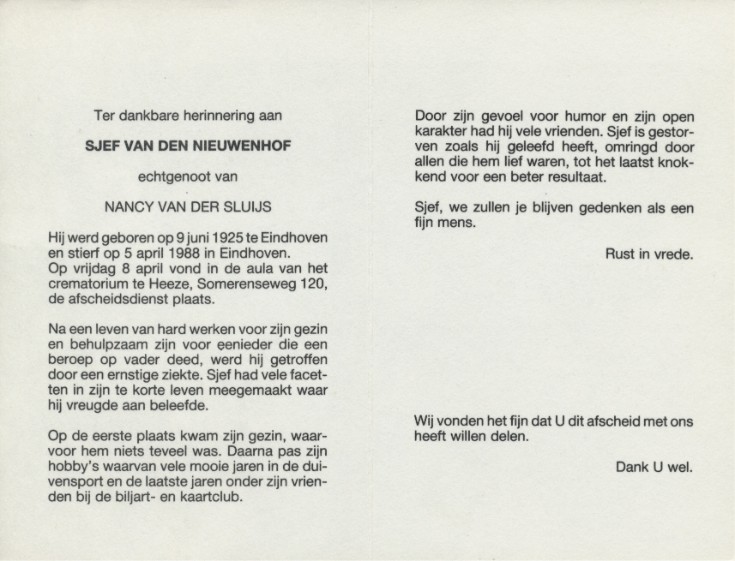 Ter dankbare herinnering aan
SJEF VAN DEN NIEUWENHOF
echtgenoot van
NANCY VAN DER SLUIJS
Hij werd geboren op 9 juni 1925 te Eindhoven
en stierf op 5 april 1988 in Eindhoven.
Op vrijdag 8 april vond in de aula van het
crematorium te Heeze, Somerenseweg 120,
de afscheidsdienst plaats.
Na een leven van hard werken voor zijn gezin
en behulpzaam zijn voor eenieder die een
beroep op vader deed, werd hij getroffen
door een ernstige ziekte. Sjef had vele facet-
ten in zijn te korte leven meegemaakt waar
hij vreugde aan beleefde.
Op de eerste plaats kwam zijn gezin, waar-
voor hem niets teveel was. Daarna pas zijn
hobby's waarvan vele mooie jaren in de dui-
vensport en de laatste jaren onder zijn vrien-
den bij de biljart- en kaartclub.
Door zijn gevoel voor humor en zijn open
karakter had hij vele vrienden. Sjef is gestor-
ven zoals hij geleefd heeft, omringd door
allen die hem lief waren, tot het laatst knok-
kend voor een beter resultaat.
Sjef, we zullen je blijven gedenken als een
fijn mens.
Rust in vrede.
Wij vonden het fijn dat U dit afscheid met ons
heeft willen delen.
Dank U wel.